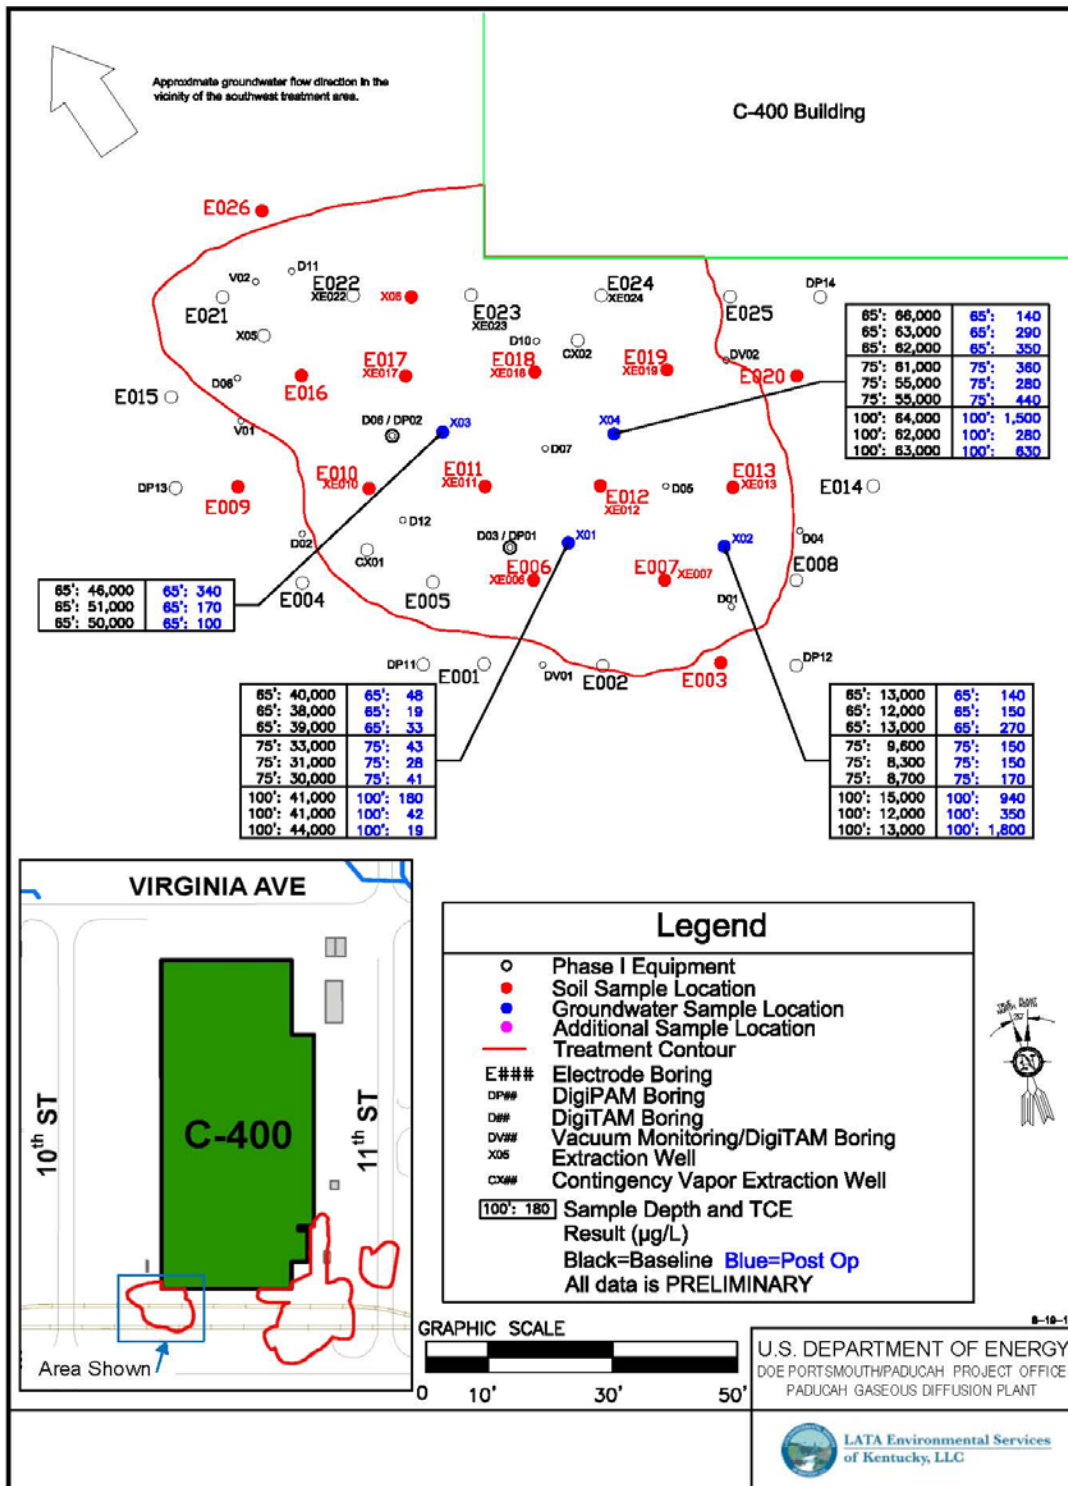 Approximate groundwater flow direction in the
vicinity of the southwest treatment area.
C-400 Building
E026
D11
V02
E022
XE022
X06
E021
E023
XE023
E024
XE024
E025
DP14
X05
D10
CX02
DV02
E017
XE017
E018
XE018
E019
XE019
E020
D08
E016
E015
V01
D06 / DP02
X03
X04
D07
DP13
E009
E010
XE010
E011
XE011
E012
XE012
D05
E013
XE013
E014
D12
D02
D03 / DP01
X01
X02
D04
CX01
E004
E005
E006
XE006
E007
XE007
E008
D01
DP11
E001
DV01
E002
E003
DP12
65': 66,000 65': 140
65': 63,000 65': 290
65': 62,000 65': 350
75': 61,000 75': 360
75': 55,000 75': 280
75': 55,000 75': 440
100': 64,000 100': 1,500
100': 62,000 100': 280
100': 63,000 100': 630
65': 46,000 65': 340
65': 51,000 65': 170
65': 50,000 65': 100
65': 40,000 65': 48
65': 38,000 65': 19
65': 39,000 65': 33
75': 33,000 75': 43
75': 31,000 75': 28
75': 30,000 75': 41
100': 41,000 100': 180
100': 41,000 100': 42
100': 44,000 100': 19
65': 13,000 65': 140
65': 12,000 65': 150
65': 13,000 65': 270
75': 9,600 75': 150
75': 8,300 75': 150
75': 8,700 75': 170
100': 15,000 100': 940
100': 12,000 100': 350
100': 13,000 100': 1,800
VIRGINIA AVE
10th ST
C-400
11th ST
Area Shown
Legend
Phase I Equipment
Soil Sample Location
Groundwater Sample Location
Additional Sample Location
Treatment Contour
E### Electrode Boring
DP## DigiPAM Boring
D## DigiTAM Boring
DV## Vacuum Monitoring/DigiTAM Boring
X05 Extraction Well
CX## Contingency Vapor Extraction Well
100': 180 Sample Depth and TCE
Result (µg/L)
Black=Baseline Blue=Post Op
All data is PRELIMINARY
TRUE NORTH
PLANT NORTH
N
GRAPHIC SCALE
0 10' 30' 50'
U.S. DEPARTMENT OF ENERGY
DOE PORTSMOUTH/PADUCAH PROJECT OFFICE
PADUCAH GASEOUS DIFFUSION PLANT
LATA Environmental Services
of Kentucky, LLC